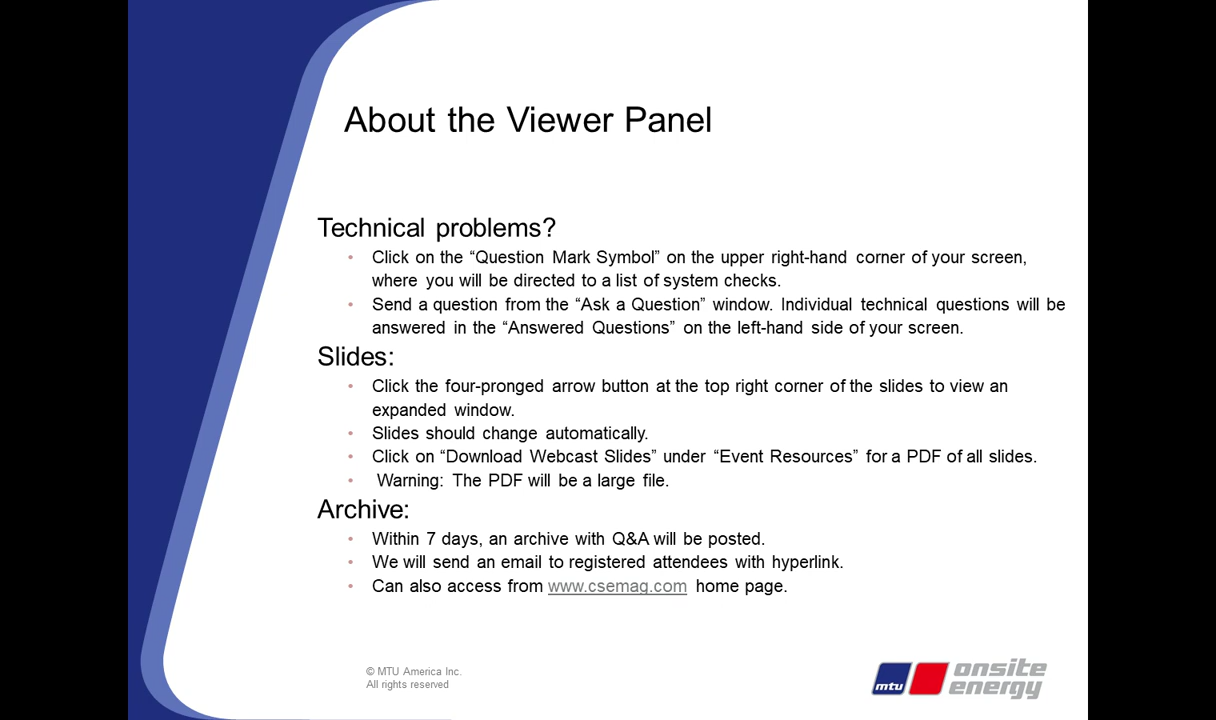 About the Viewer Panel
Technical problems?
• Click on the “Question Mark Symbol” on the upper right-hand corner of your screen,
where you will be directed to a list of system checks.
• Send a question from the “Ask a Question” window. Individual technical questions will be
answered in the “Answered Questions” on the left-hand side of your screen.
Slides:
• Click the four-pronged arrow button at the top right corner of the slides to view an
expanded window.
• Slides should change automatically.
• Click on “Download Webcast Slides” under “Event Resources” for a PDF of all slides.
• Warning: The PDF will be a large file.
Archive:
• Within 7 days, an archive with Q&A will be posted.
• We will send an email to registered attendees with hyperlink.
• Can also access from www.csemag.com home page.
© MTU America Inc.
All rights reserved
mtu
onsite
energy